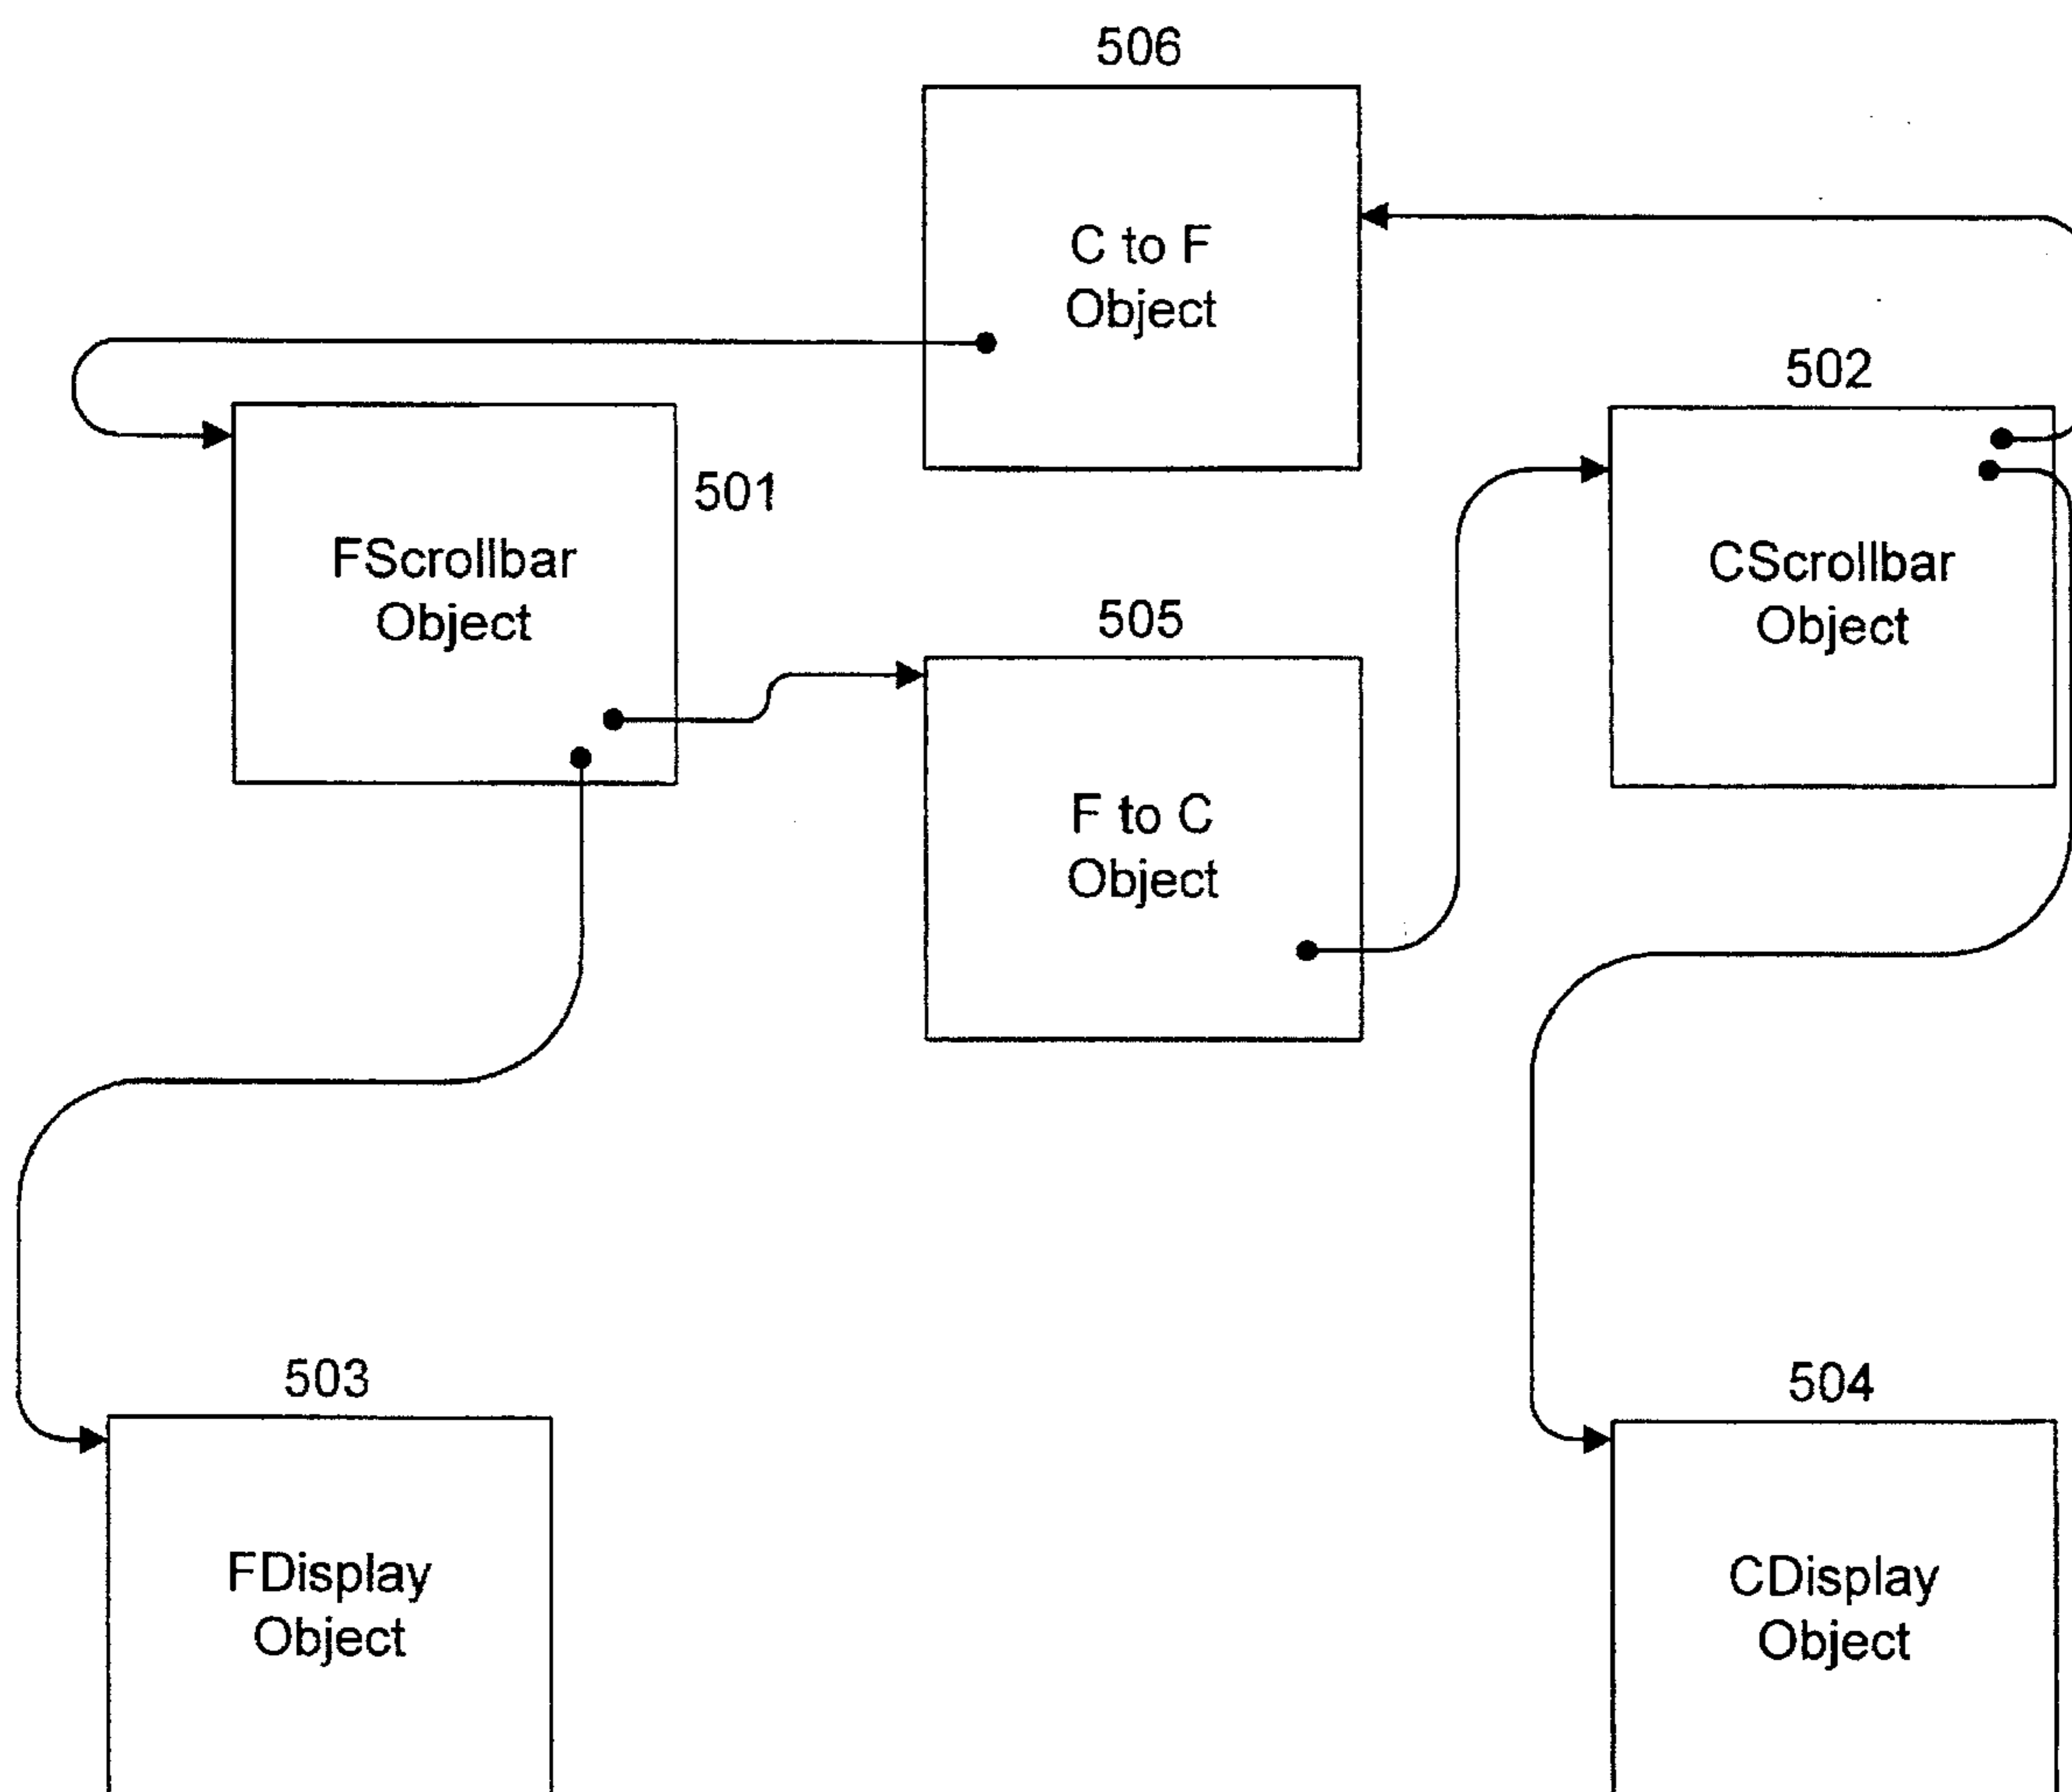 506
C to F
Object
502
501
FScrollbar
Object
CScrollbar
Object
505
F to C
Object
503
504
FDisplay
Object
CDisplay
Object